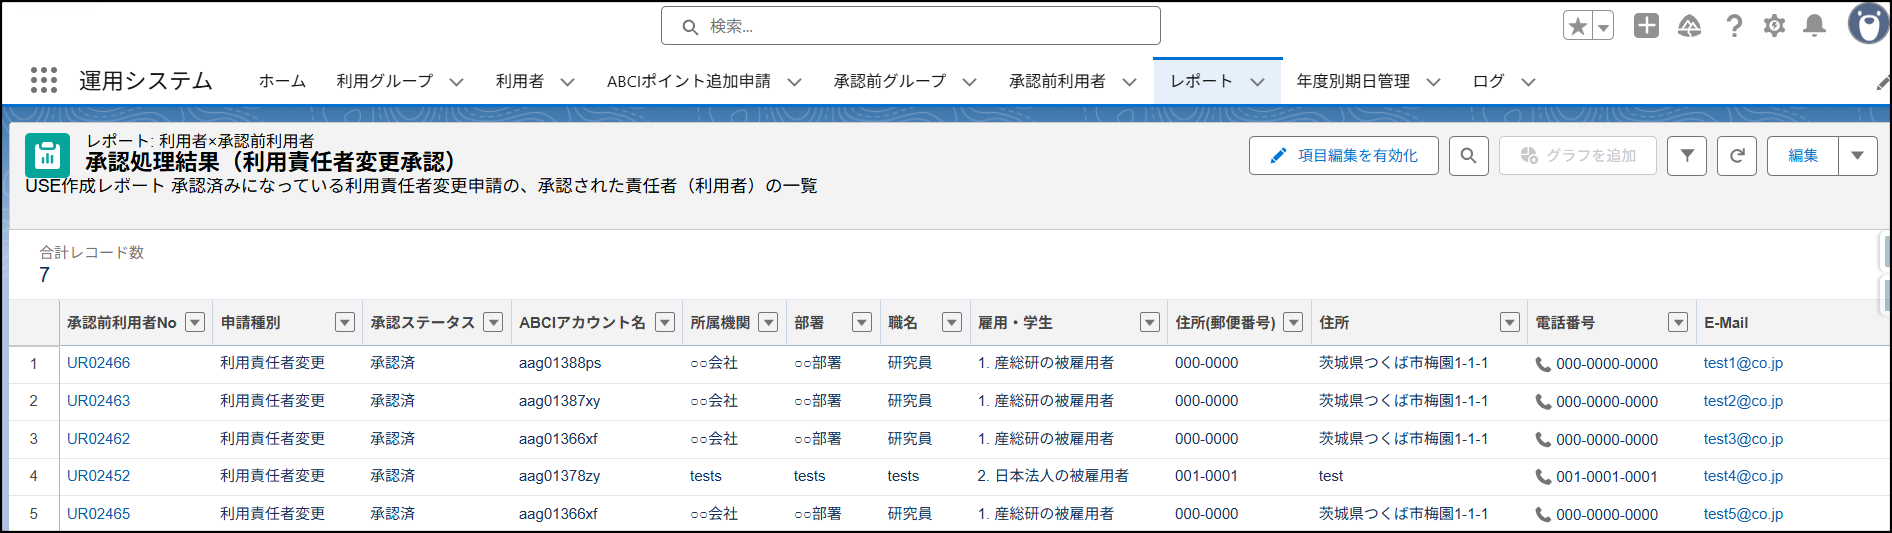 検索...
運用システム ホーム 利用グループ 利用者 ABCIポイント追加申請 承認前グループ 承認前利用者 レポート 年度別期日管理 ログ
レポート: 利用者×承認前利用者
承認処理結果（利用責任者変更承認）
項目編集を有効化 グラフを追加 編集
USE作成レポート 承認済みになっている利用責任者変更申請の、承認された責任者（利用者）の一覧
合計レコード数
7
承認前利用者No 申請種別 承認ステータス ABCIアカウント名 所属機関 部署 職名 雇用・学生 住所(郵便番号) 住所 電話番号 E-Mail
1 UR02466 利用責任者変更 承認済 aag01388ps ○○会社 ○○部署 研究員 1. 産総研の被雇用者 000-0000 茨城県つくば市梅園1-1-1 000-0000-0000 test1@co.jp
2 UR02463 利用責任者変更 承認済 aag01387xy ○○会社 ○○部署 研究員 1. 産総研の被雇用者 000-0000 茨城県つくば市梅園1-1-1 000-0000-0000 test2@co.jp
3 UR02462 利用責任者変更 承認済 aag01366xf ○○会社 ○○部署 研究員 1. 産総研の被雇用者 000-0000 茨城県つくば市梅園1-1-1 000-0000-0000 test3@co.jp
4 UR02452 利用責任者変更 承認済 aag01378zy tests tests tests 2. 日本法人の被雇用者 001-0001 test 001-0001-0001 test4@co.jp
5 UR02465 利用責任者変更 承認済 aag01366xf ○○会社 ○○部署 研究員 1. 産総研の被雇用者 000-0000 茨城県つくば市梅園1-1-1 000-0000-0000 test5@co.jp